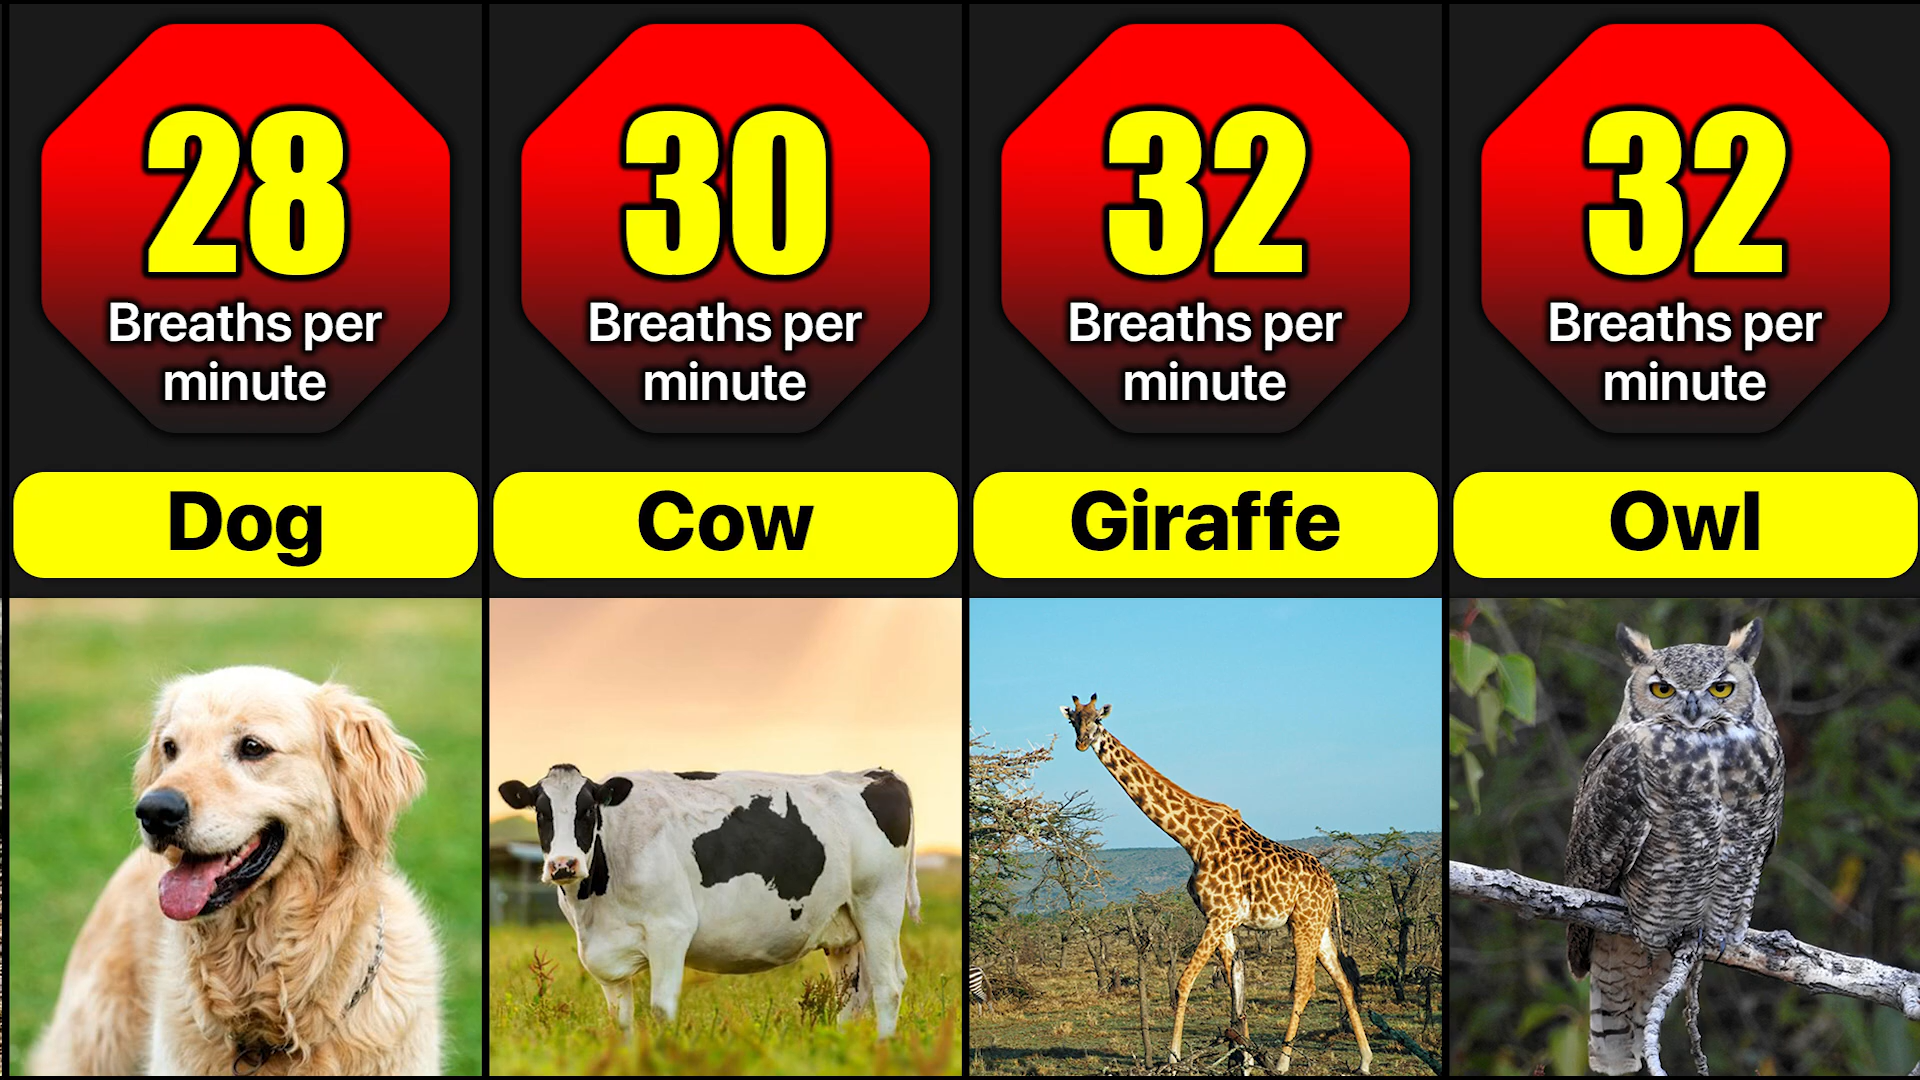 28
Breaths per
minute
Dog
30
Breaths per
minute
Cow
32
Breaths per
minute
Giraffe
32
Breaths per
minute
Owl